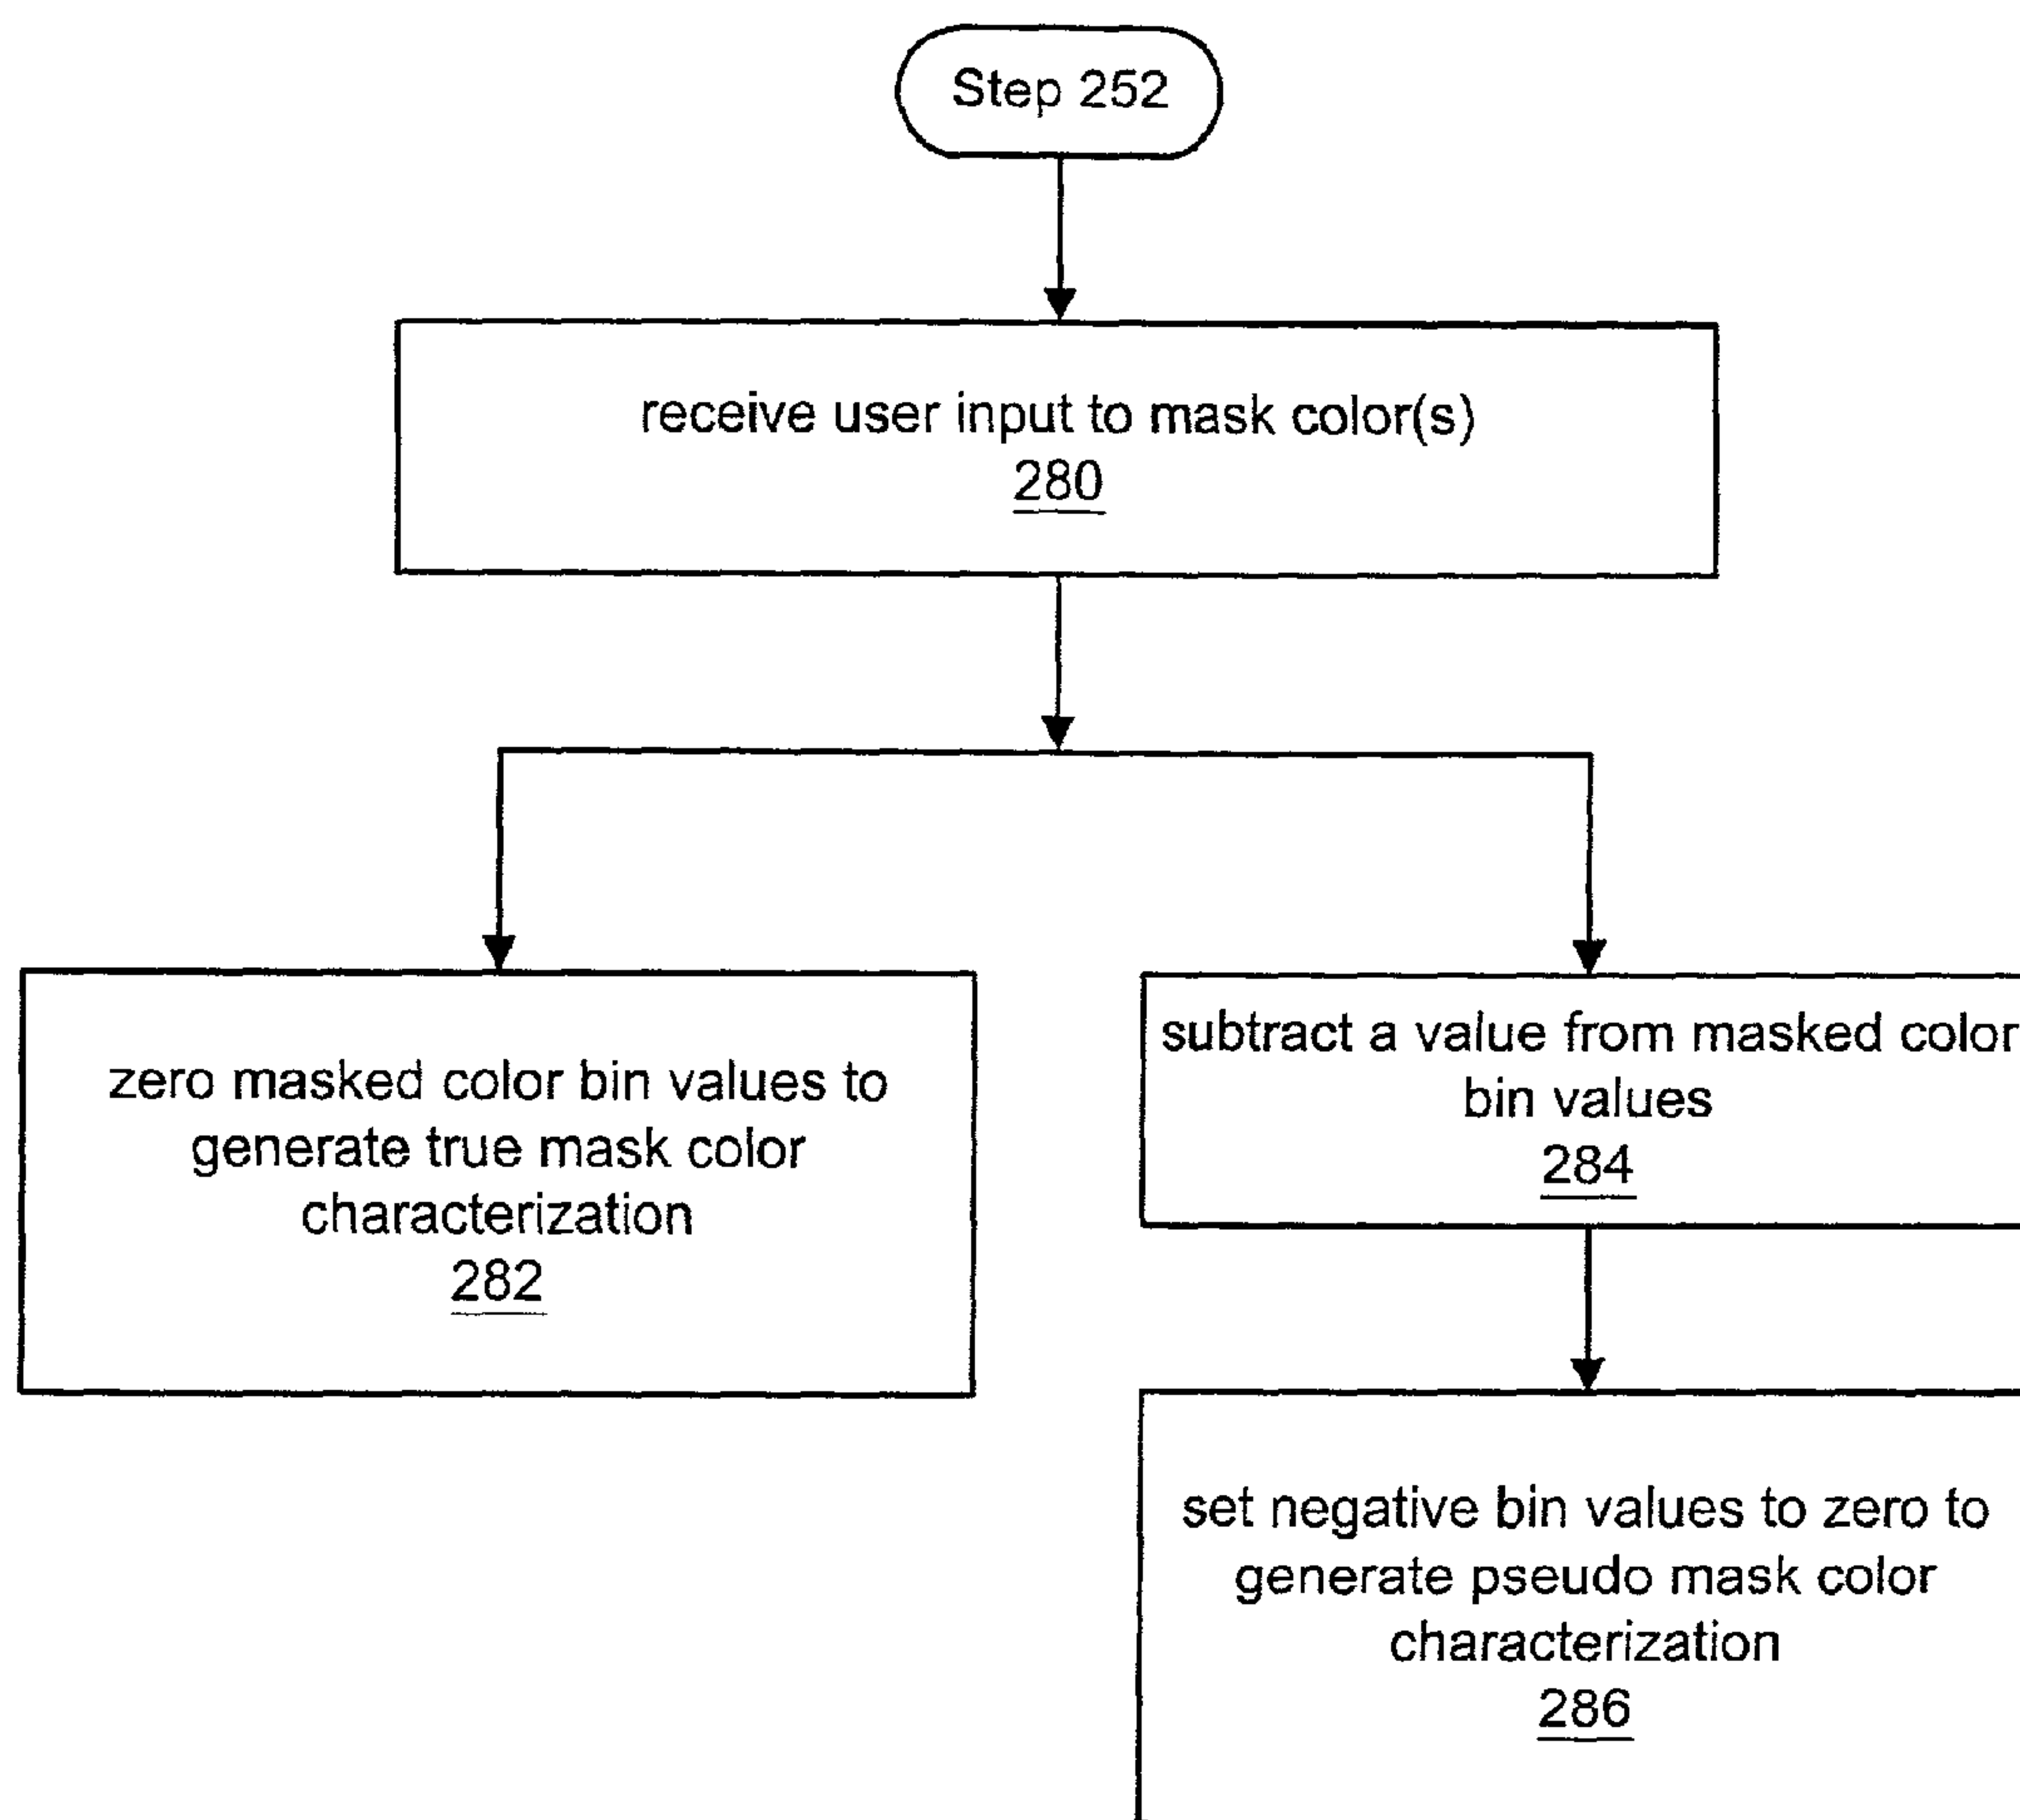 Step 252
receive user input to mask color(s)
280
zero masked color bin values to
generate true mask color
characterization
282
subtract a value from masked color
bin values
284
set negative bin values to zero to
generate pseudo mask color
characterization
286